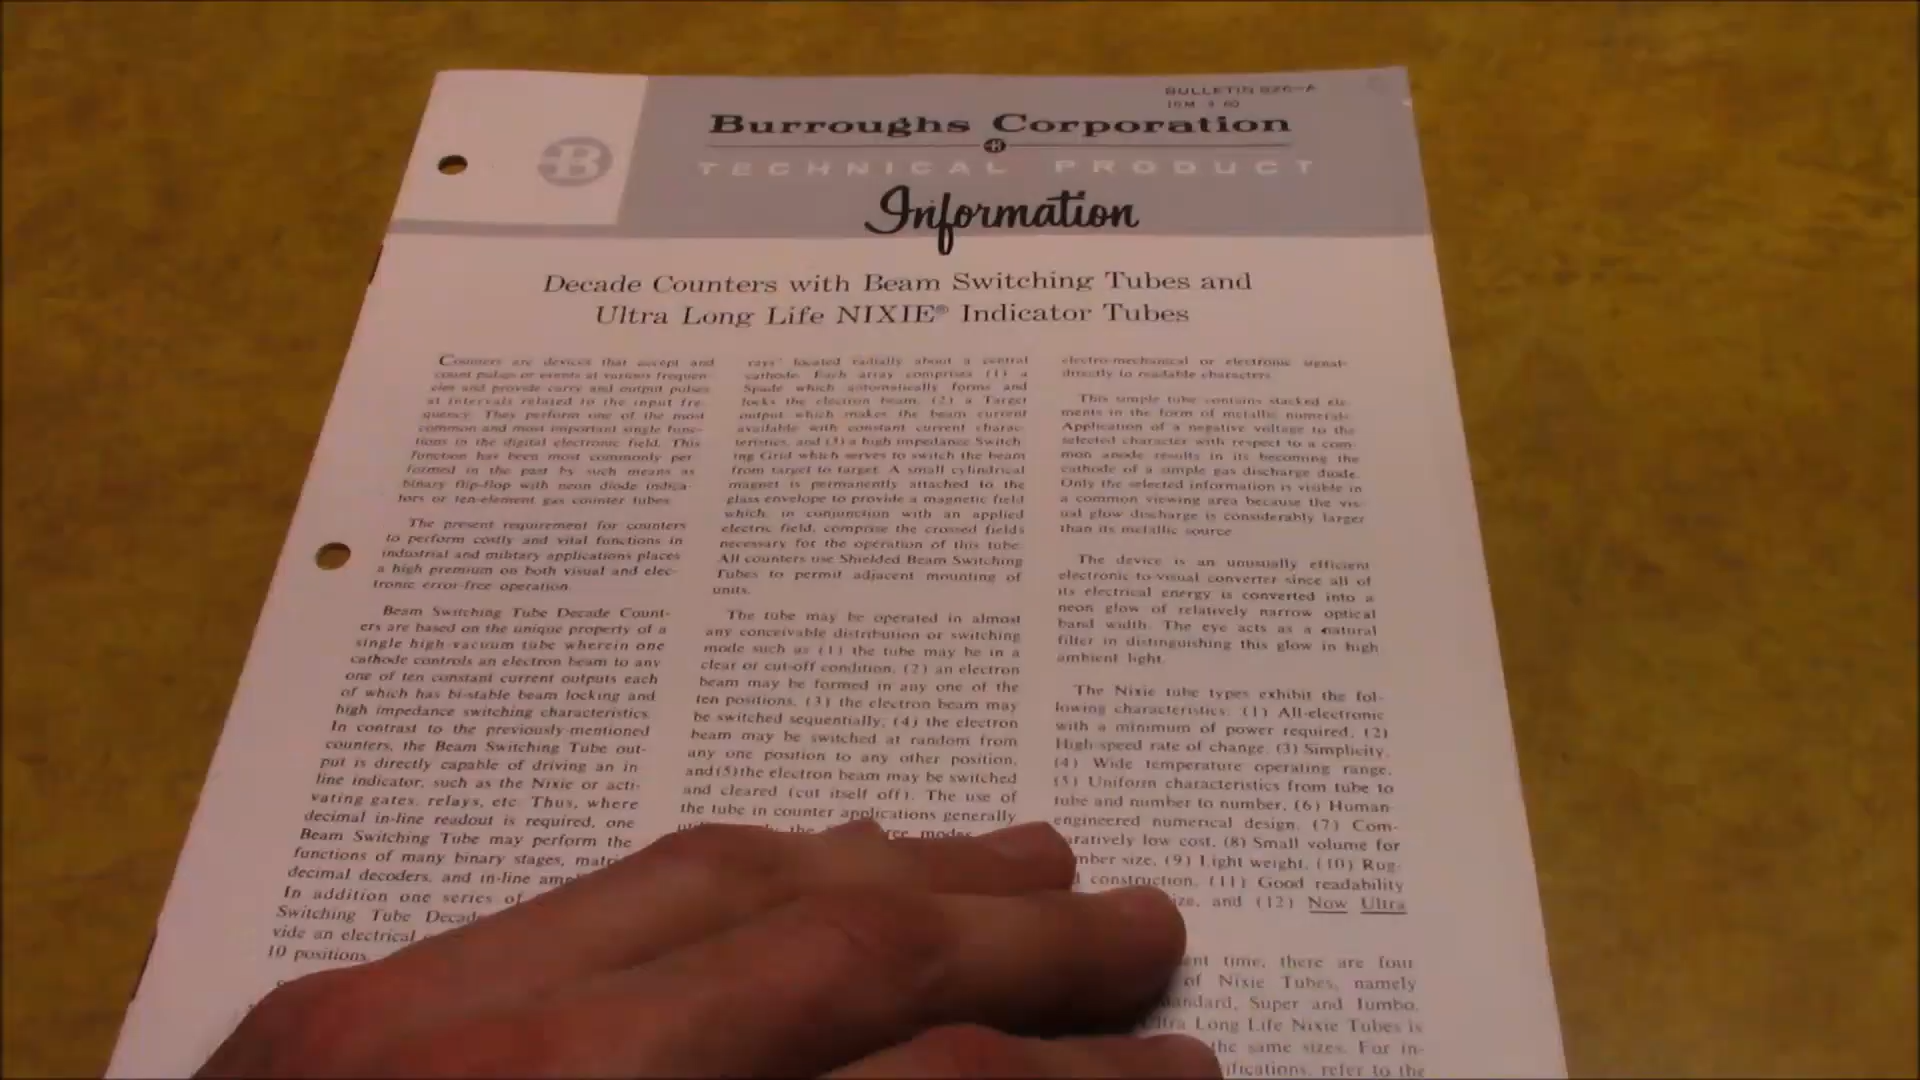 BULLETIN 826-A
Burroughs Corporation
B
B
TECHNICAL PRODUCT
Information
Decade Counters with Beam Switching Tubes and
Ultra Long Life NIXIE® Indicator Tubes
Counters are devices that accept and
count pulses or events at various frequen-
cies and provide carry and output pulses
at intervals related to the input fre-
quency. They perform one of the most
common and most important single func-
tions in the digital electronic field. This
function has been most commonly per
formed in the past by such means as
binary flip-flop with neon diode indica-
tors or ten-element gas counter tubes.
The present requirement for counters
to perform costly and vital functions in
industrial and military applications places
a high premium on both visual and elec-
tronic error-free operation.
Beam Switching Tube Decade Count-
ers are based on the unique property of a
single high vacuum tube wherein one
cathode controls an electron beam to any
one of ten constant current outputs each
of which has bi-stable beam locking and
high impedance switching characteristics.
In contrast to the previously-mentioned
counters, the Beam Switching Tube out-
put is directly capable of driving an in
line indicator, such as the Nixie or acti-
vating gates, relays, etc. Thus, where
decimal in-line readout is required, one
Beam Switching Tube may perform the
functions of many binary stages, matri
decimal decoders, and in-line amp
In addition one series of
Switching Tube Decad
vide an electrical
10 positions.
rays" located radially about a central
cathode. Each array comprises (1) a
Spade which automatically forms and
locks the electron beam, (2) a Target
output which makes the beam current
available with constant current charac-
teristics, and (3) a high impedance Switch
ing Grid which serves to switch the beam
from target to target. A small cylindrical
magnet is permanently attached to the
glass envelope to provide a magnetic field
which, in conjunction with an applied
electric field, comprise the crossed fields
necessary for the operation of this tube.
All counters use Shielded Beam Switching
Tubes to permit adjacent mounting of
units.
The tube may be operated in almost
any conceivable distribution or switching
mode such as (1) the tube may be in a
clear or cut-off condition, (2) an electron
beam may be formed in any one of the
ten positions, (3) the electron beam may
be switched sequentially, (4) the electron
beam may be switched at random from
any one position to any other position,
and (5) the electron beam may be switched
and cleared (cut itself off). The use of
the tube in counter applications generally
the modes
electro-mechanical or electronic signal-
directly to readable characters.
This simple tube contains stacked ele-
ments in the form of metallic numerals.
Application of a negative voltage to the
selected character with respect to a com-
mon anode results in its becoming the
cathode of a simple gas discharge diode.
Only the selected information is visible in
a common viewing area because the vis-
ual glow discharge is considerably larger
than its metallic source.
The device is an unusually efficient
electronic to visual converter since all of
its electrical energy is converted into a
neon glow of relatively narrow optical
band width. The eye acts as a natural
filter in distinguishing this glow in high
ambient light.
The Nixie tube types exhibit the fol-
lowing characteristics: (1) All-electronic
with a minimum of power required, (2)
High speed rate of change, (3) Simplicity,
(4) Wide temperature operating range,
(5) Uniform characteristics from tube to
tube and number to number, (6) Human-
engineered numerical design, (7) Com-
paratively low cost, (8) Small volume for
mber size, (9) Light weight, (10) Rug-
construction, (11) Good readability
ize, and (12) Now Ultra
ent time, there are four
of Nixie Tubes, namely
andard, Super and Jumbo.
ltra Long Life Nixie Tubes is
the same sizes. For in-
ifications, refer to the